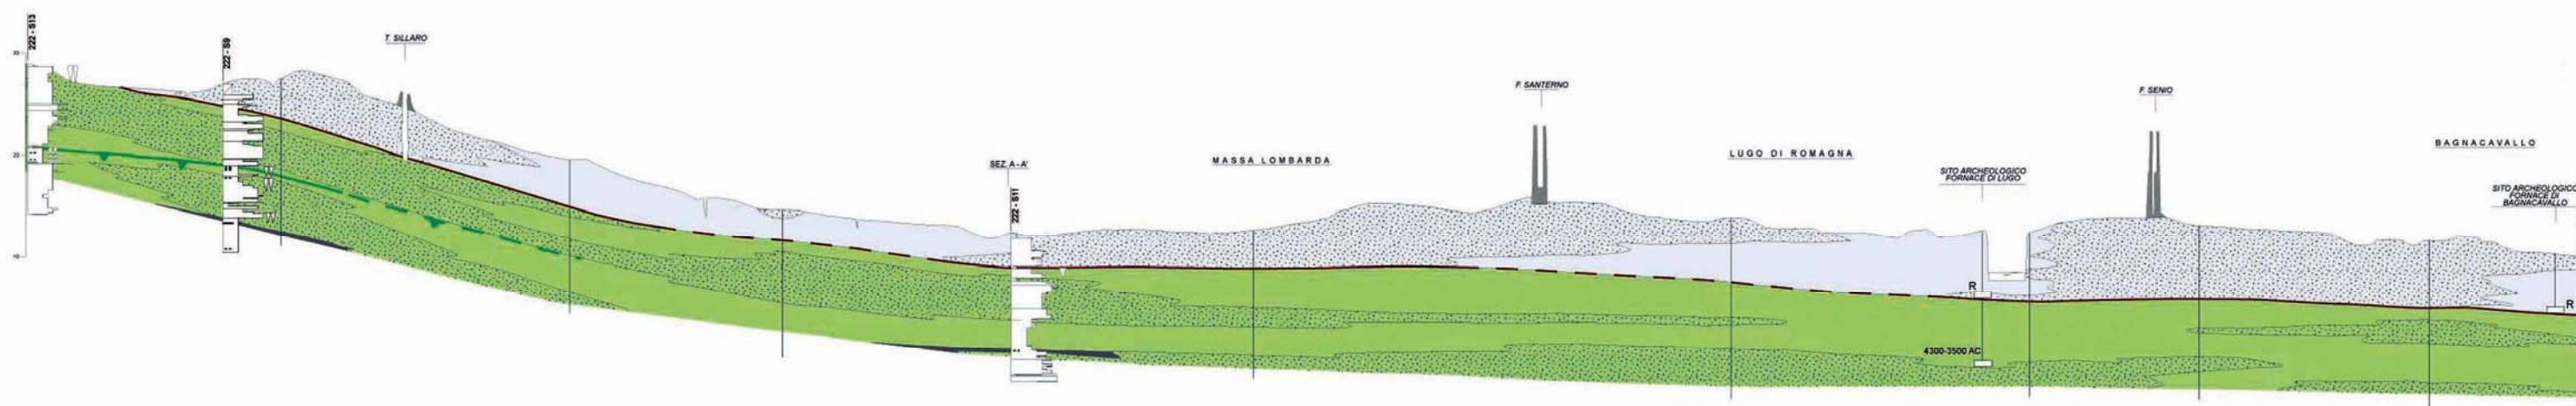 222 - S13
30
20
10
222 - S9
T. SILLARO
SEZ. A - A'
222 - S11
MASSA LOMBARDA
F. SANTERNO
LUGO DI ROMAGNA
SITO ARCHEOLOGICO
FORNACE DI LUGO
R
4300-3500 AC
F. SENIO
BAGNACAVALLO
SITO ARCHEOLOGICO
FORNACE DI
BAGNACAVALLO
R